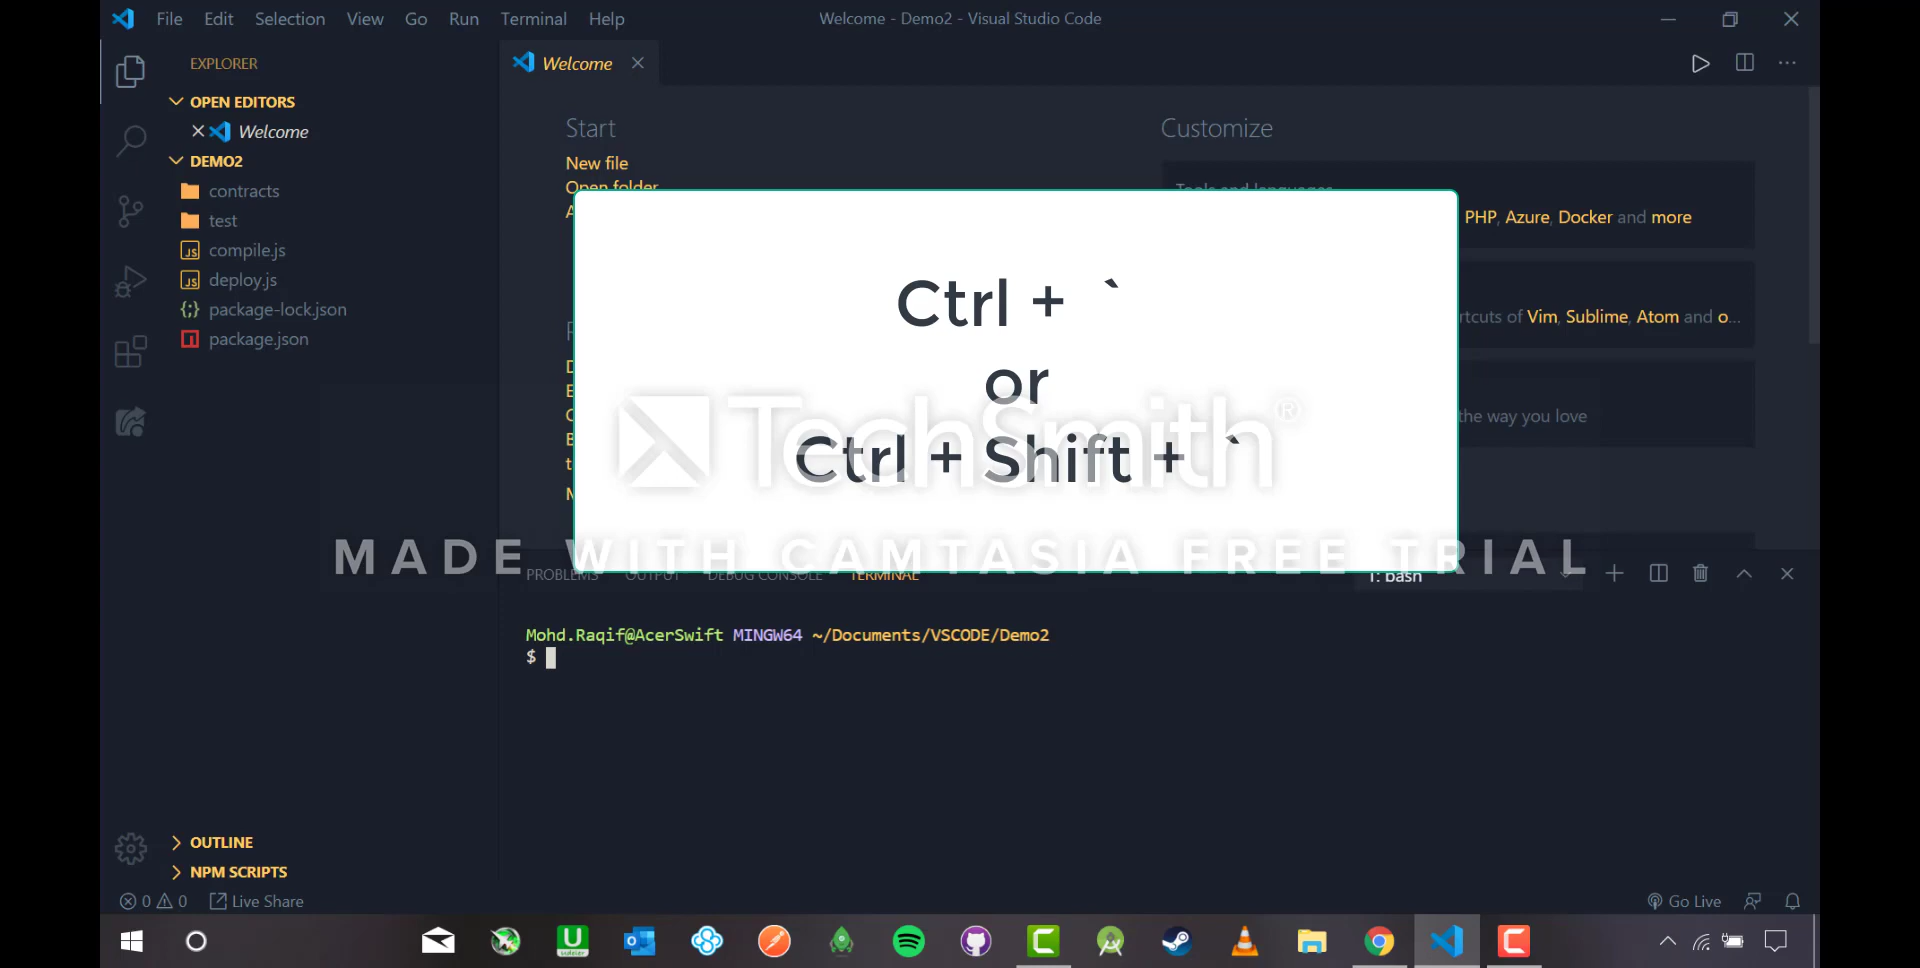 File Edit Selection View Go Run Terminal Help
Welcome - Demo2 - Visual Studio Code
EXPLORER
OPEN EDITORS
Welcome
DEMO2
contracts
test
compile.js
deploy.js
package-lock.json
package.json
OUTLINE
NPM SCRIPTS
Welcome
Start
New file
Open folder
Customize
Tools and languages
PHP, Azure, Docker and more
rtcuts of Vim, Sublime, Atom and o...
the way you love
Ctrl + `
or
Ctrl + Shift + `
TechSmith®
MADE WITH CAMTASIA FREE TRIAL
PROBLEMS OUTPUT DEBUG CONSOLE TERMINAL
1: bash
Mohd.Raqif@AcerSwift MINGW64 ~/Documents/VSCODE/Demo2
$
0 0 Live Share
Go Live